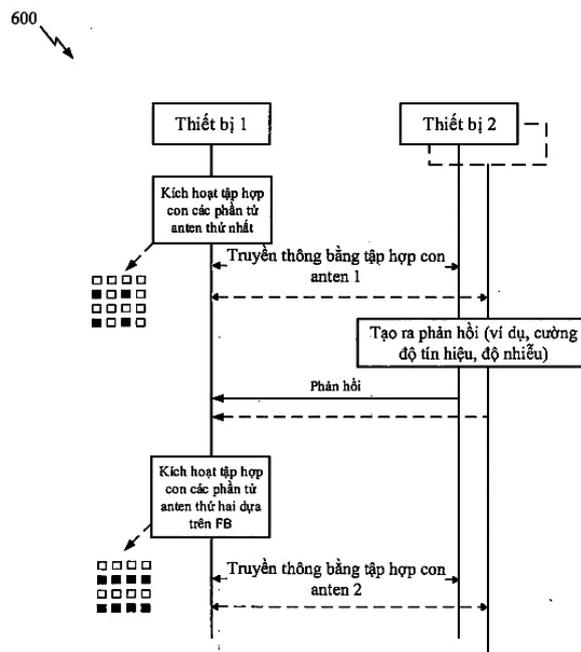 600
Thiết bị 1
Thiết bị 2
Kích hoạt tập hợp
con các phần tử
anten thứ nhất
Truyền thông bằng tập hợp con
anten 1
Tạo ra phản hồi (ví dụ, cường
độ tín hiệu, độ nhiễu)
Phản hồi
Kích hoạt tập hợp
con các phần tử
anten thứ hai dựa
trên FB
Truyền thông bằng tập hợp con
anten 2